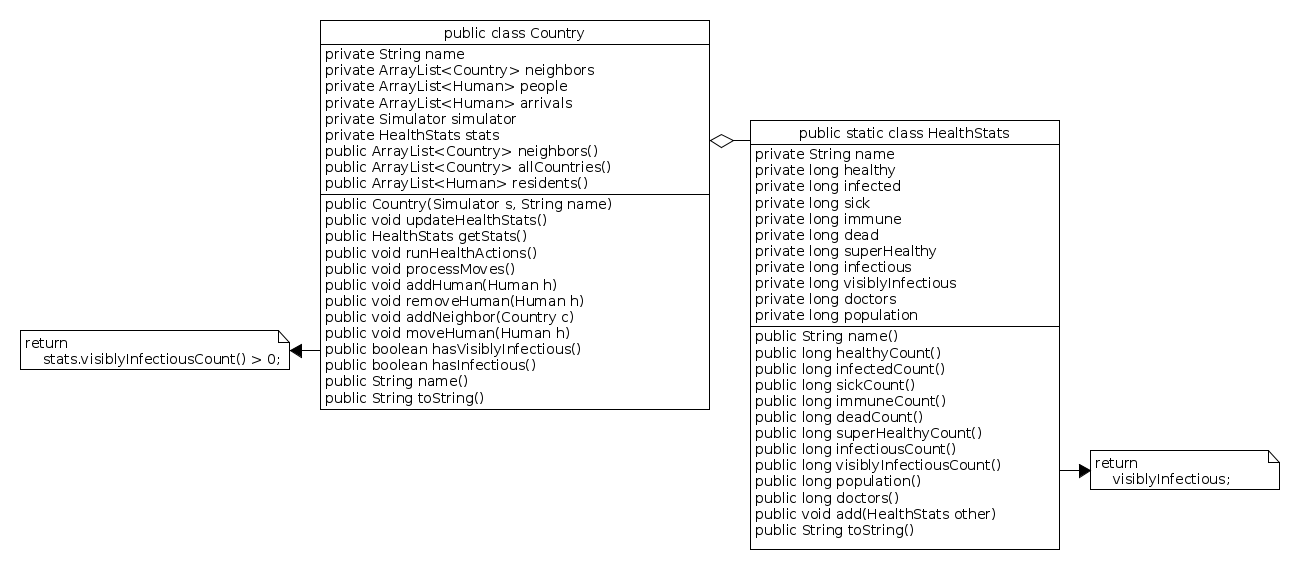 public class Country
private String name
private ArrayList<Country> neighbors
private ArrayList<Human> people
private ArrayList<Human> arrivals
private Simulator simulator
private HealthStats stats
public ArrayList<Country> neighbors()
public ArrayList<Country> allCountries()
public ArrayList<Human> residents()
public Country(Simulator s, String name)
public void updateHealthStats()
public HealthStats getStats()
public void runHealthActions()
public void processMoves()
public void addHuman(Human h)
public void removeHuman(Human h)
public void addNeighbor(Country c)
public void moveHuman(Human h)
public boolean hasVisiblyInfectious()
public boolean hasInfectious()
public String name()
public String toString()
return
stats.visiblyInfectiousCount() > 0;
public static class HealthStats
private String name
private long healthy
private long infected
private long sick
private long immune
private long dead
private long superHealthy
private long infectious
private long visiblyInfectious
private long doctors
private long population
public String name()
public long healthyCount()
public long infectedCount()
public long sickCount()
public long immuneCount()
public long deadCount()
public long superHealthyCount()
public long infectiousCount()
public long visiblyInfectiousCount()
public long population()
public long doctors()
public void add(HealthStats other)
public String toString()
return
visiblyInfectious;